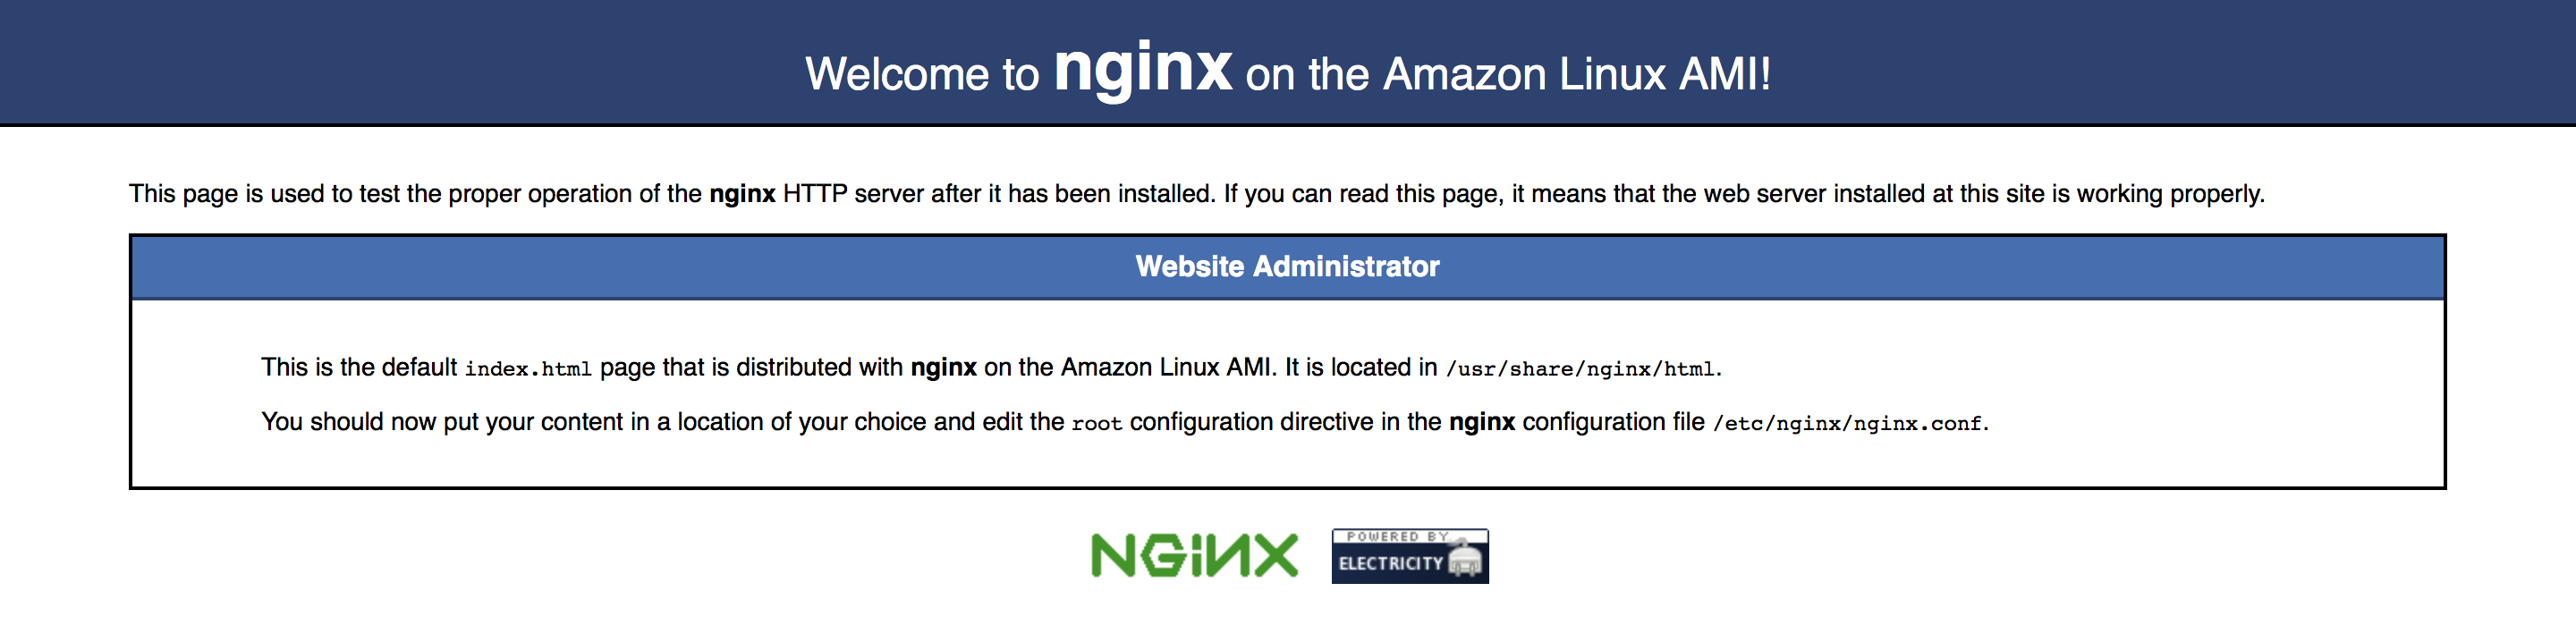 Welcome to nginx on the Amazon Linux AMI!
This page is used to test the proper operation of the nginx HTTP server after it has been installed. If you can read this page, it means that the web server installed at this site is working properly.
Website Administrator
This is the default index.html page that is distributed with nginx on the Amazon Linux AMI. It is located in /usr/share/nginx/html.
You should now put your content in a location of your choice and edit the root configuration directive in the nginx configuration file /etc/nginx/nginx.conf.
NGiNX
POWERED BY
ELECTRICITY